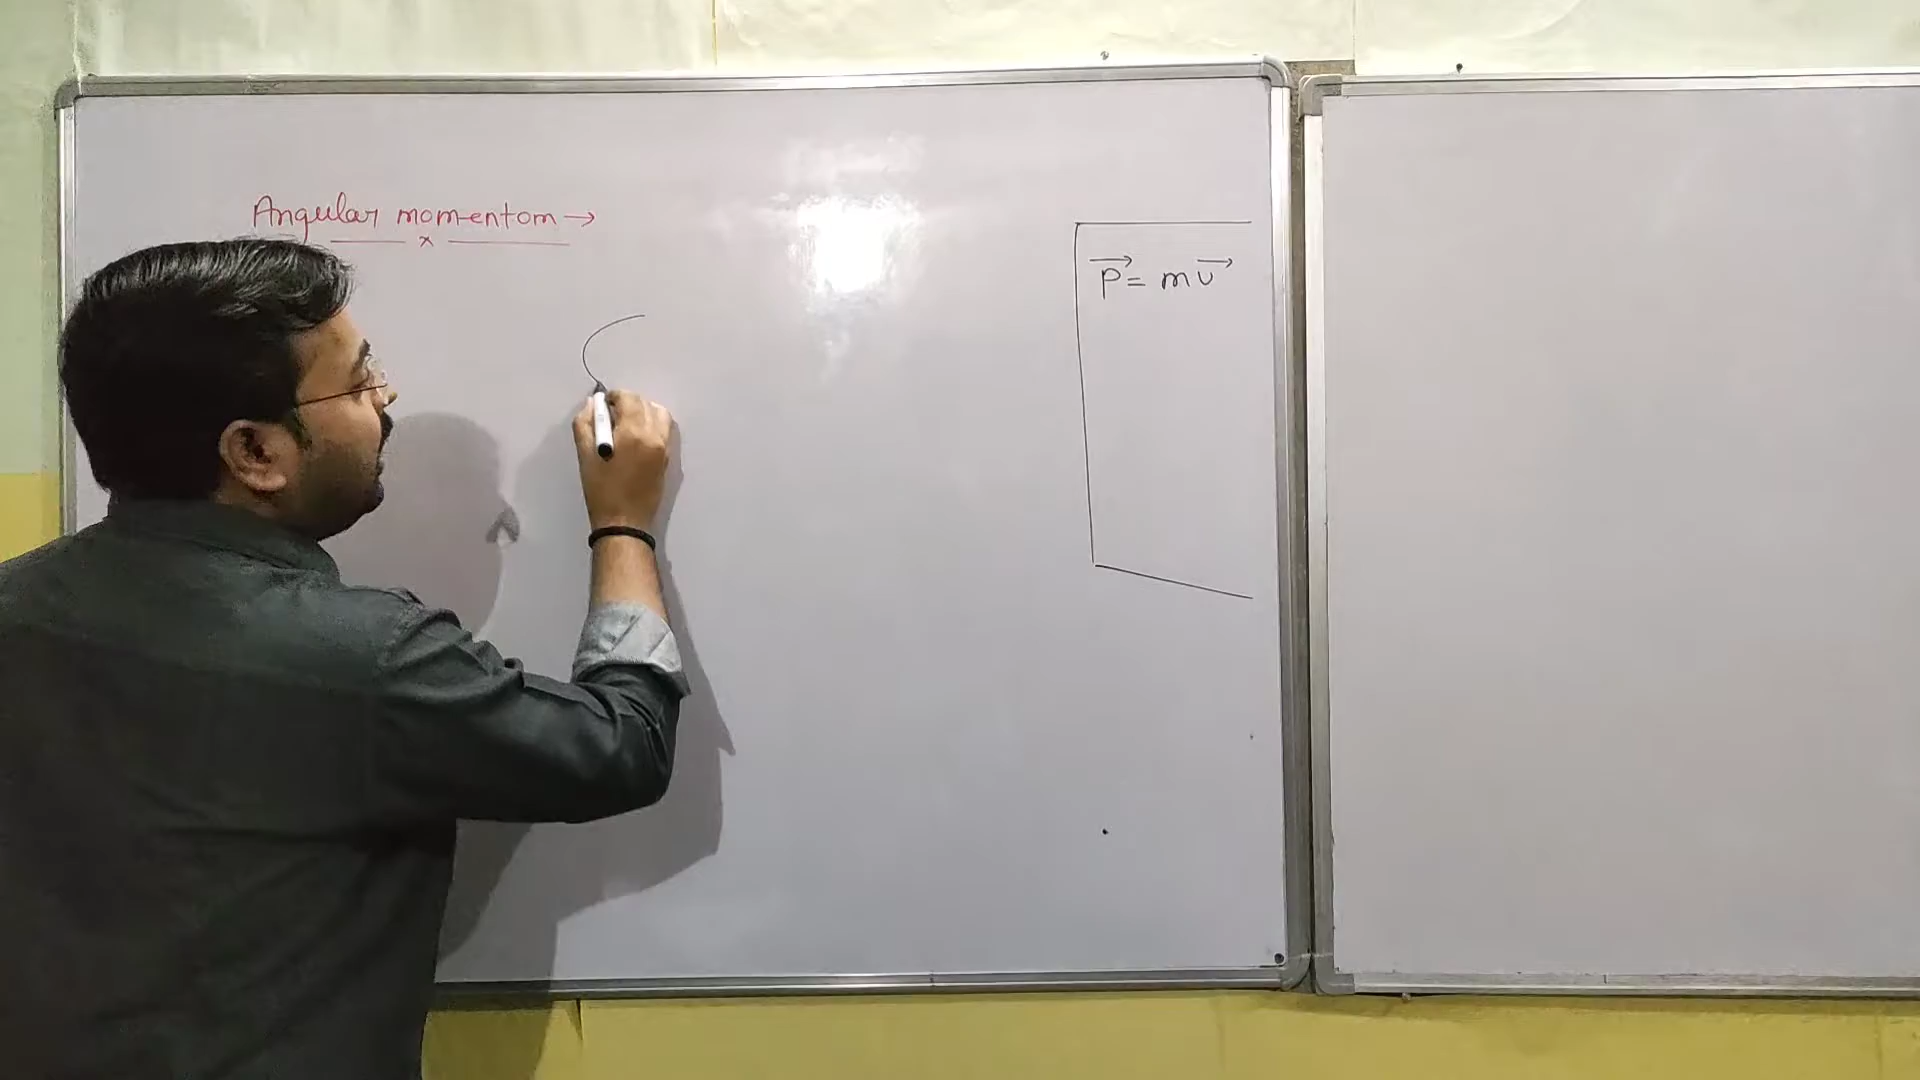 Angular momentom →
x
p⃗ = mv⃗